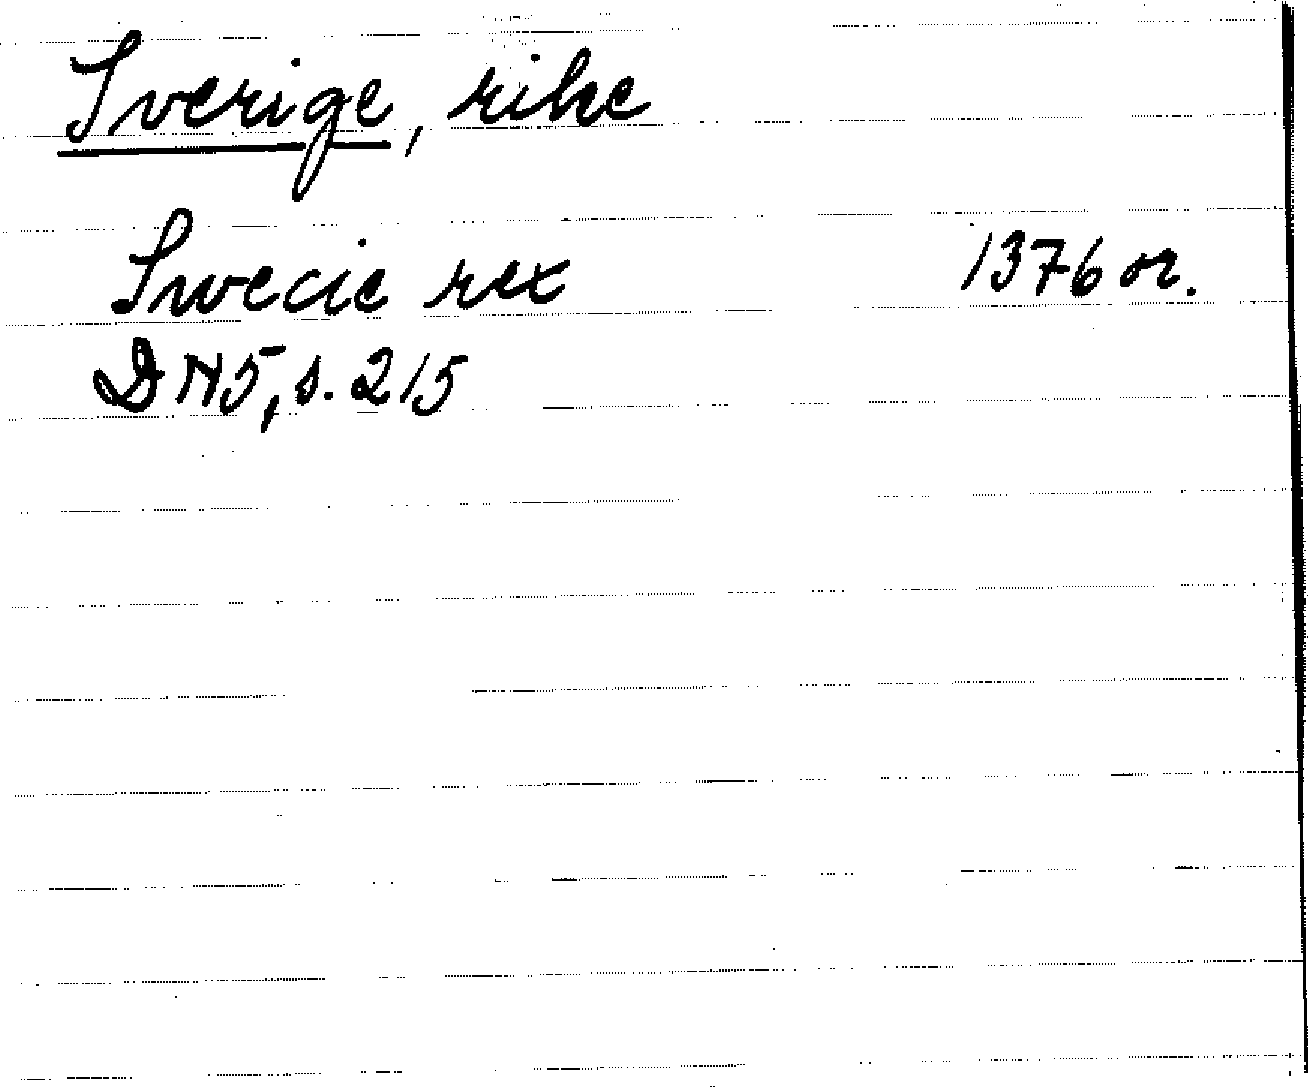 Sverige, rike
Swecie rex 1376 or.
DN5, s. 215